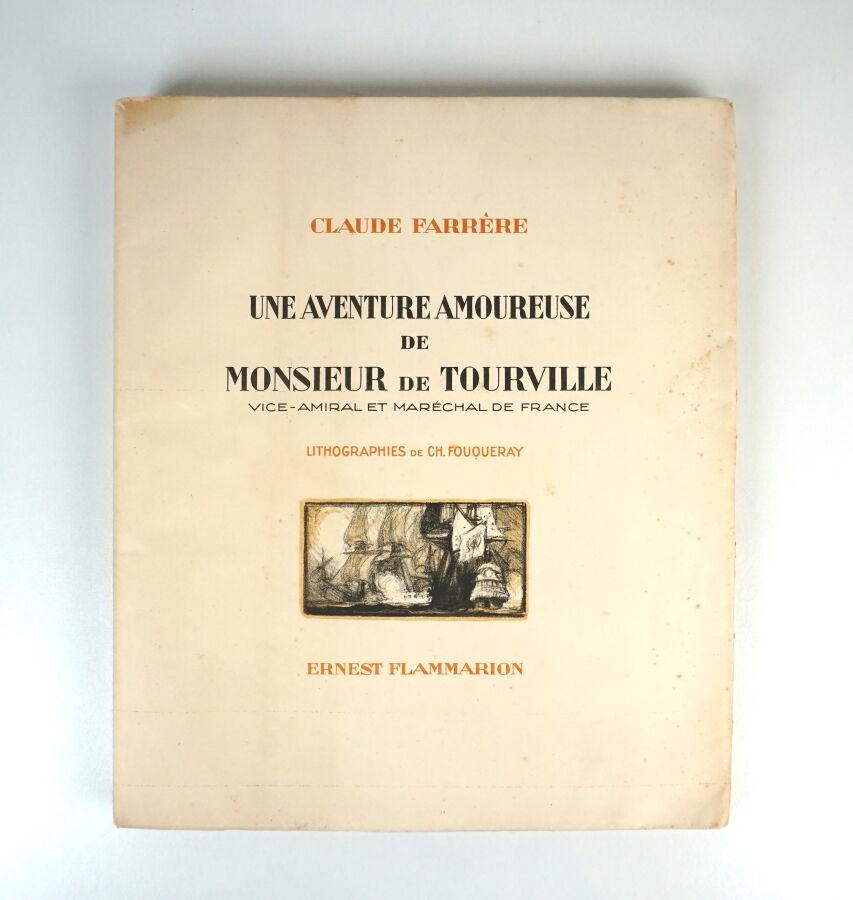 CLAUDE FARRÈRE
UNE AVENTURE AMOUREUSE
DE
MONSIEUR DE TOURVILLE
VICE-AMIRAL ET MARÉCHAL DE FRANCE
LITHOGRAPHIES DE CH. FOUQUERAY
ERNEST FLAMMARION